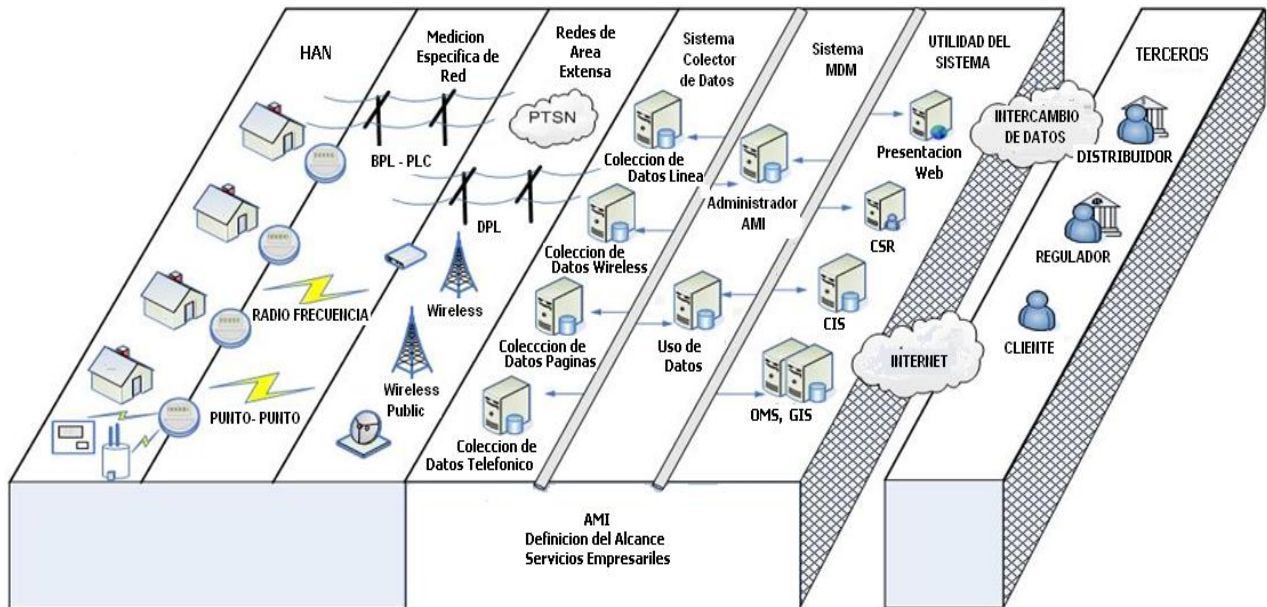 HAN
Medicion
Especifica de
Red
Redes de
Area
Extensa
Sistema
Colector
de Datos
Sistema
MDM
UTILIDAD DEL
SISTEMA
TERCEROS
BPL - PLC
PTSN
DPL
RADIO FRECUENCIA
PUNTO- PUNTO
Wireless
Wireless
Public
Coleccion de
Datos Linea
Coleccion de
Datos Wireless
Colecccion de
Datos Paginas
Coleccion de
Datos Telefonico
Administrador
AMI
Uso de
Datos
Presentacion
Web
CSR
CIS
OMS, GIS
INTERCAMBIO
DE DATOS
INTERNET
DISTRIBUIDOR
REGULADOR
CLIENTE
AMI
Definicion del Alcance
Servicios Empresariles